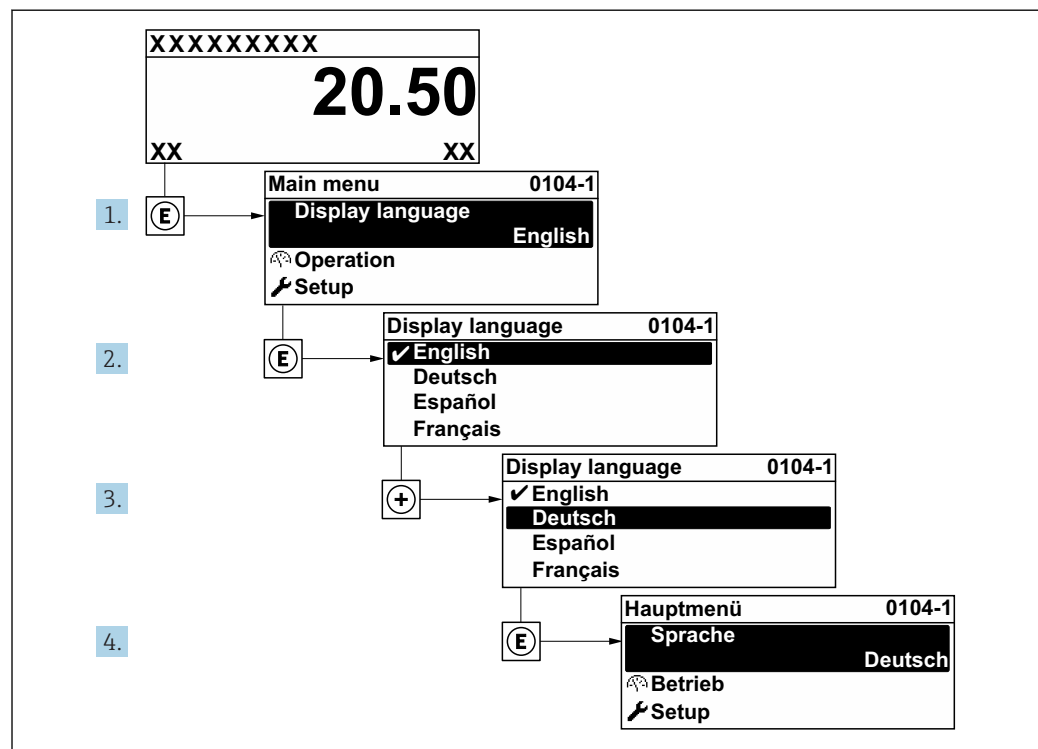 XXXXXXXXX
20.50
XX XX
1. E
Main menu 0104-1
Display language
English
Operation
Setup
2. E
Display language 0104-1
✔English
Deutsch
Español
Français
3. +
Display language 0104-1
✔English
Deutsch
Español
Français
4. E
Hauptmenü 0104-1
Sprache
Deutsch
Betrieb
Setup